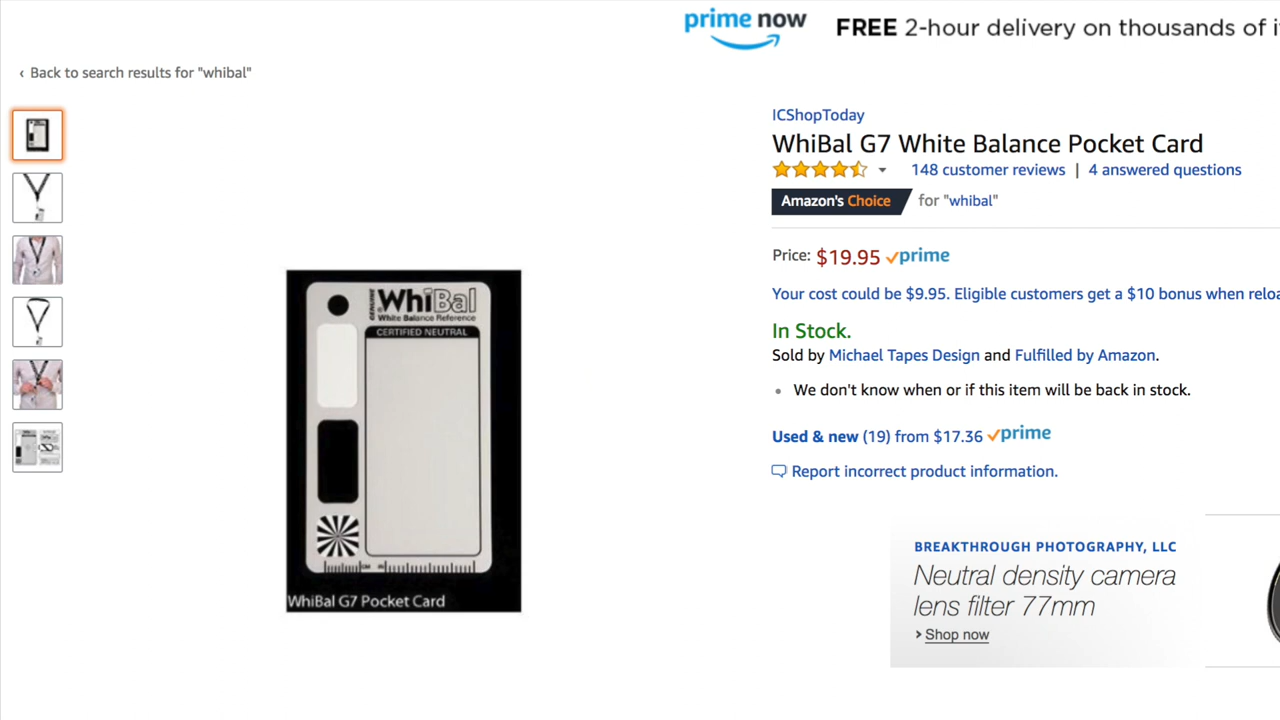 prime now
FREE 2-hour delivery on thousands of
‹ Back to search results for "whibal"
ICShopToday
WhiBal G7 White Balance Pocket Card
148 customer reviews | 4 answered questions
Amazon's Choice for "whibal"
Price: $19.95 prime
Your cost could be $9.95. Eligible customers get a $10 bonus when
In Stock.
Sold by Michael Tapes Design and Fulfilled by Amazon.
• We don't know when or if this item will be back in stock.
Used & new (19) from $17.36 prime
Report incorrect product information.
GENUINE
WhiBal
White Balance Reference
CERTIFIED NEUTRAL
WhiBal G7 Pocket Card
BREAKTHROUGH PHOTOGRAPHY, LLC
Neutral density camera
lens filter 77mm
› Shop now